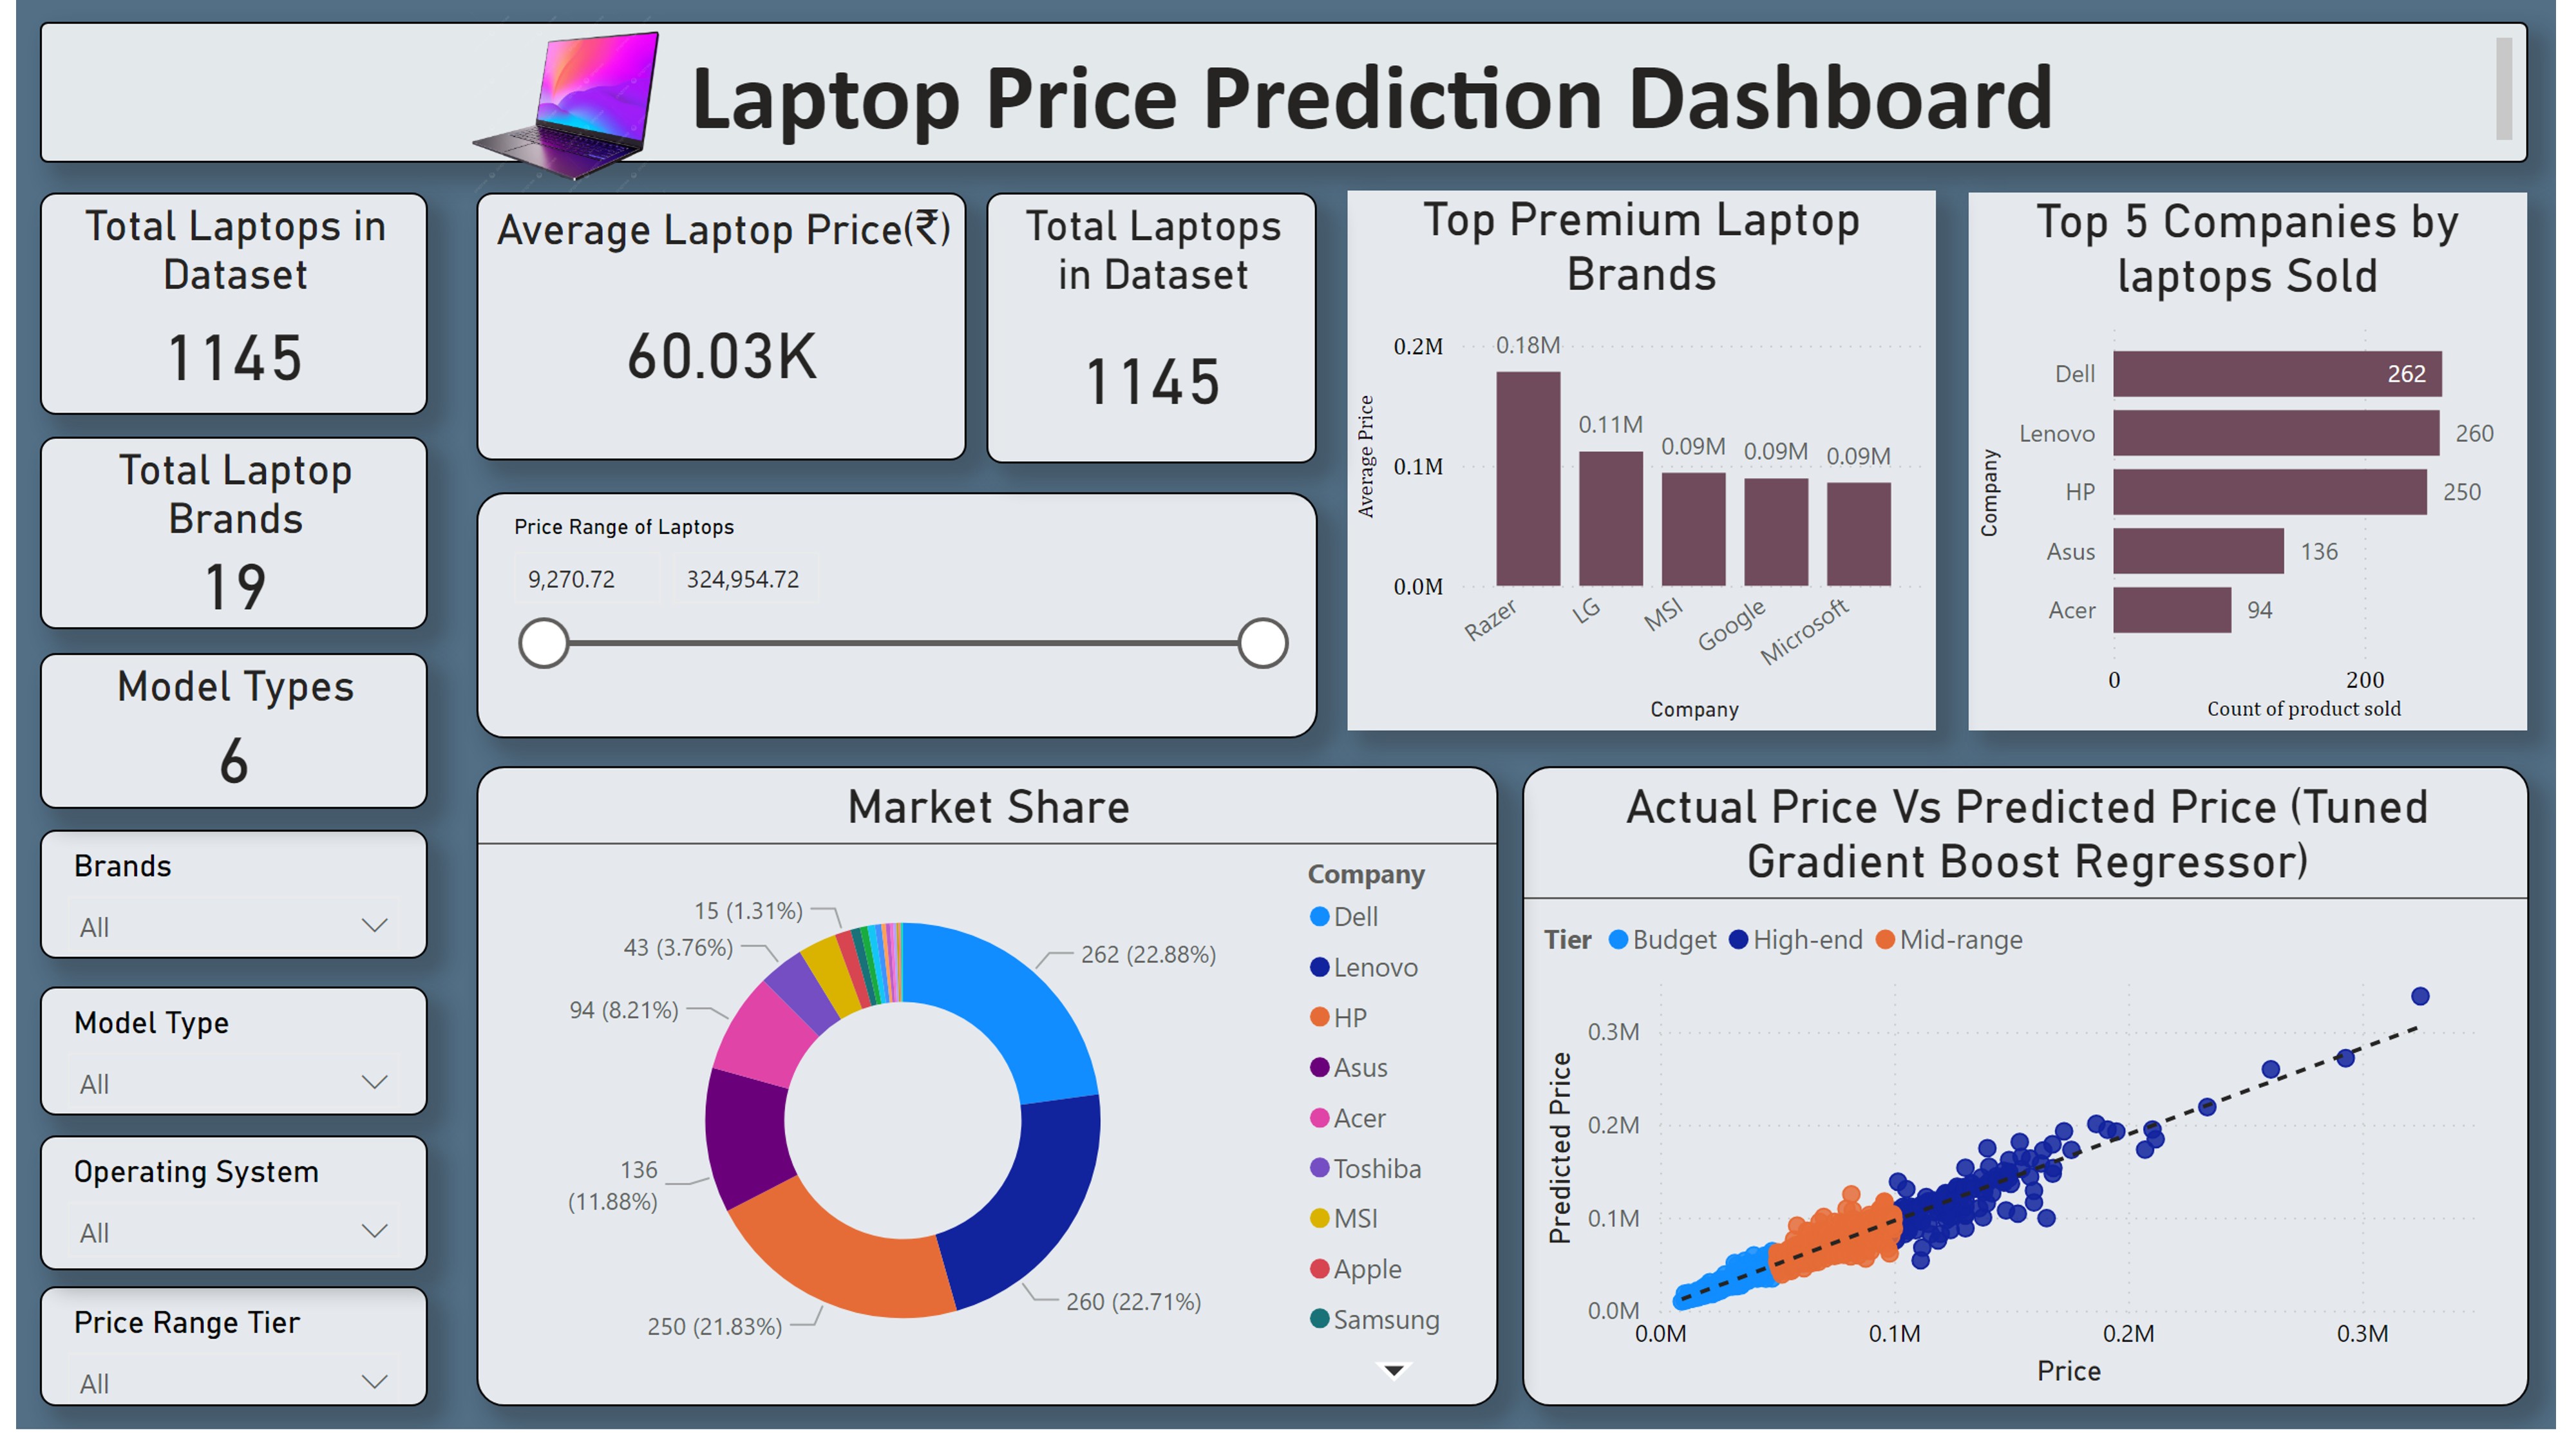 Laptop Price Prediction Dashboard
Total Laptops in
Dataset
1145
Total Laptop
Brands
19
Model Types
6
Brands
All
Model Type
All
Operating System
All
Price Range Tier
All
Average Laptop Price(₹)
60.03K
Total Laptops
in Dataset
1145
Price Range of Laptops
9,270.72 324,954.72
Top Premium Laptop
Brands
Average Price
0.2M
0.1M
0.0M
0.18M
0.11M
0.09M
0.09M
0.09M
Razer
LG
MSI
Google
Microsoft
Company
Top 5 Companies by
laptops Sold
Company
Dell 262
Lenovo 260
HP 250
Asus 136
Acer 94
0 200
Count of product sold
Market Share
15 (1.31%)
43 (3.76%)
94 (8.21%)
136
(11.88%)
250 (21.83%)
262 (22.88%)
260 (22.71%)
Company
Dell
Lenovo
HP
Asus
Acer
Toshiba
MSI
Apple
Samsung
Actual Price Vs Predicted Price (Tuned
Gradient Boost Regressor)
Tier Budget High-end Mid-range
Predicted Price
0.3M
0.2M
0.1M
0.0M
0.0M 0.1M 0.2M 0.3M
Price